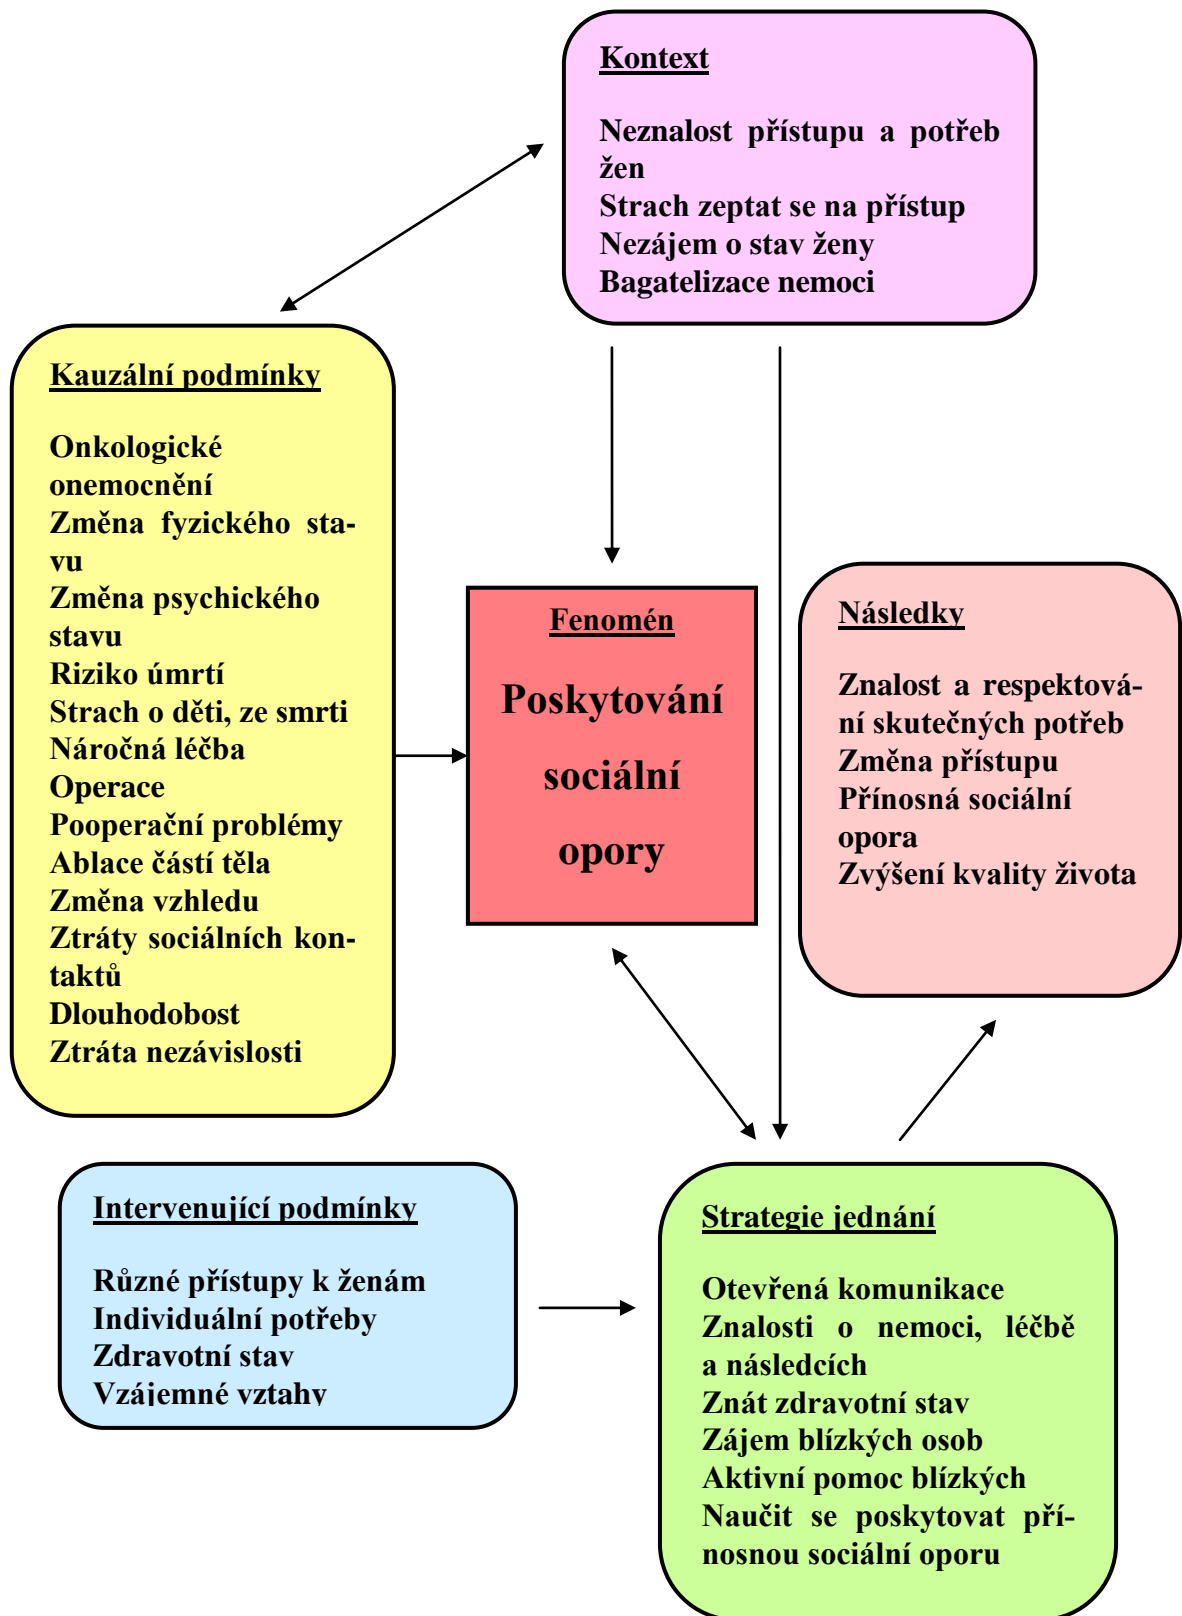 Kontext
Neznalost přístupu a potřeb
žen
Strach zeptat se na přístup
Nezájem o stav ženy
Bagatelizace nemoci
Kauzální podmínky
Onkologické
onemocnění
Změna fyzického sta-
vu
Změna psychického
stavu
Riziko úmrtí
Strach o děti, ze smrti
Náročná léčba
Operace
Pooperační problémy
Ablace částí těla
Změna vzhledu
Ztráty sociálních kon-
taktů
Dlouhodobost
Ztráta nezávislosti
Fenomén
Poskytování
sociální
opory
Následky
Znalost a respektová-
ní skutečných potřeb
Změna přístupu
Přínosná sociální
opora
Zvýšení kvality života
Intervenující podmínky
Různé přístupy k ženám
Individuální potřeby
Zdravotní stav
Vzájemné vztahy
Strategie jednání
Otevřená komunikace
Znalosti o nemoci, léčbě
a následcích
Znát zdravotní stav
Zájem blízkých osob
Aktivní pomoc blízkých
Naučit se poskytovat pří-
nosnou sociální oporu